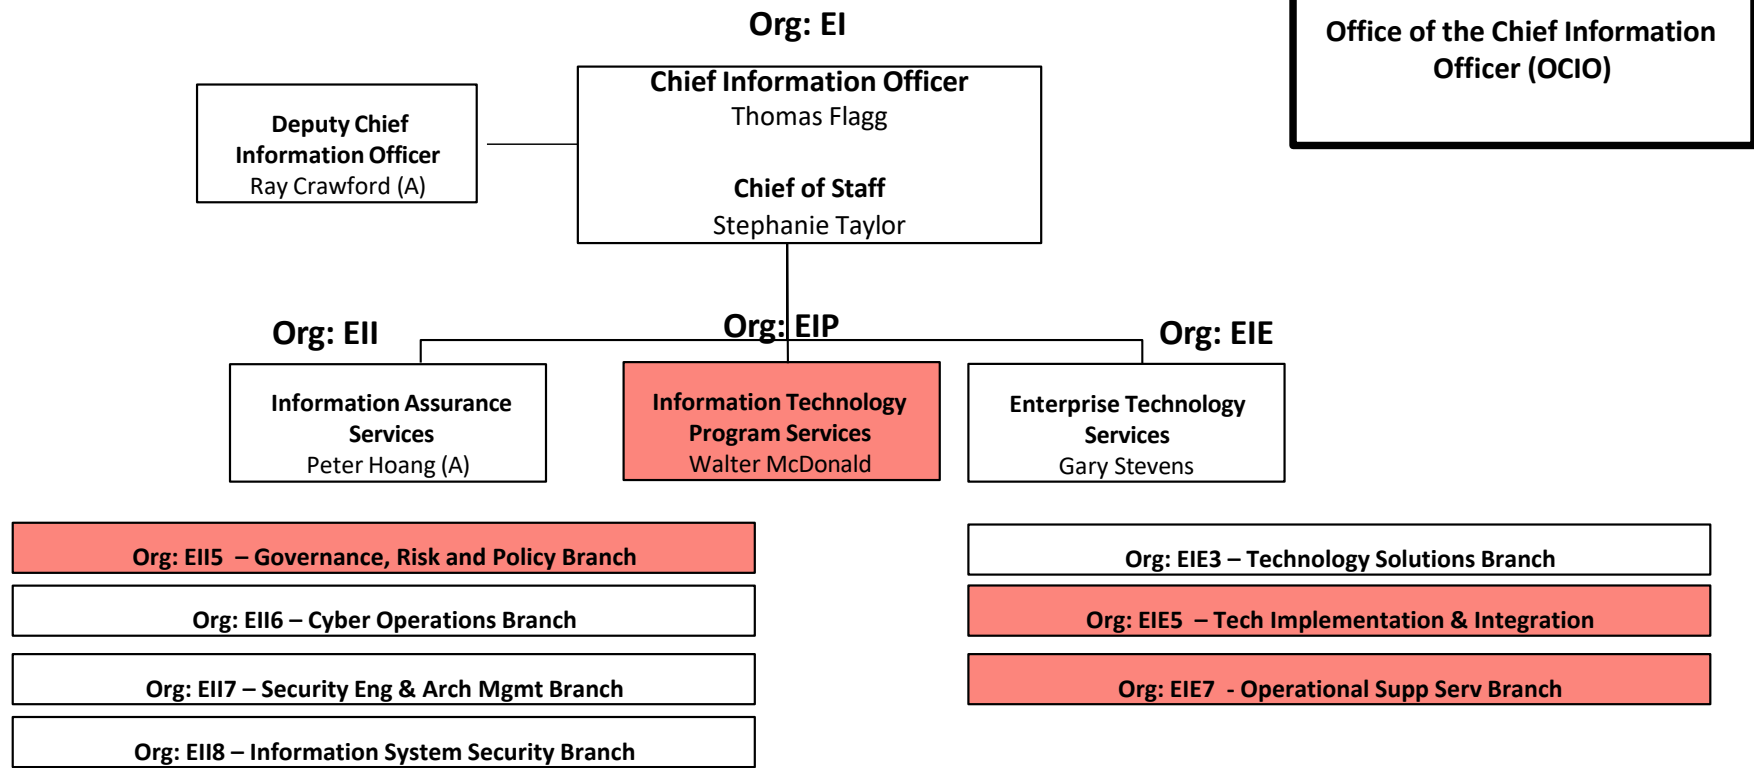 Org: EI
Office of the Chief Information
Officer (OCIO)
Chief Information Officer
Thomas Flagg
Chief of Staff
Stephanie Taylor
Deputy Chief
Information Officer
Ray Crawford (A)
Org: EII
Org: EIP
Org: EIE
Information Assurance
Services
Peter Hoang (A)
Information Technology
Program Services
Walter McDonald
Enterprise Technology
Services
Gary Stevens
Org: EII5 – Governance, Risk and Policy Branch
Org: EII6 – Cyber Operations Branch
Org: EII7 – Security Eng & Arch Mgmt Branch
Org: EII8 – Information System Security Branch
Org: EIE3 – Technology Solutions Branch
Org: EIE5 – Tech Implementation & Integration
Org: EIE7 - Operational Supp Serv Branch